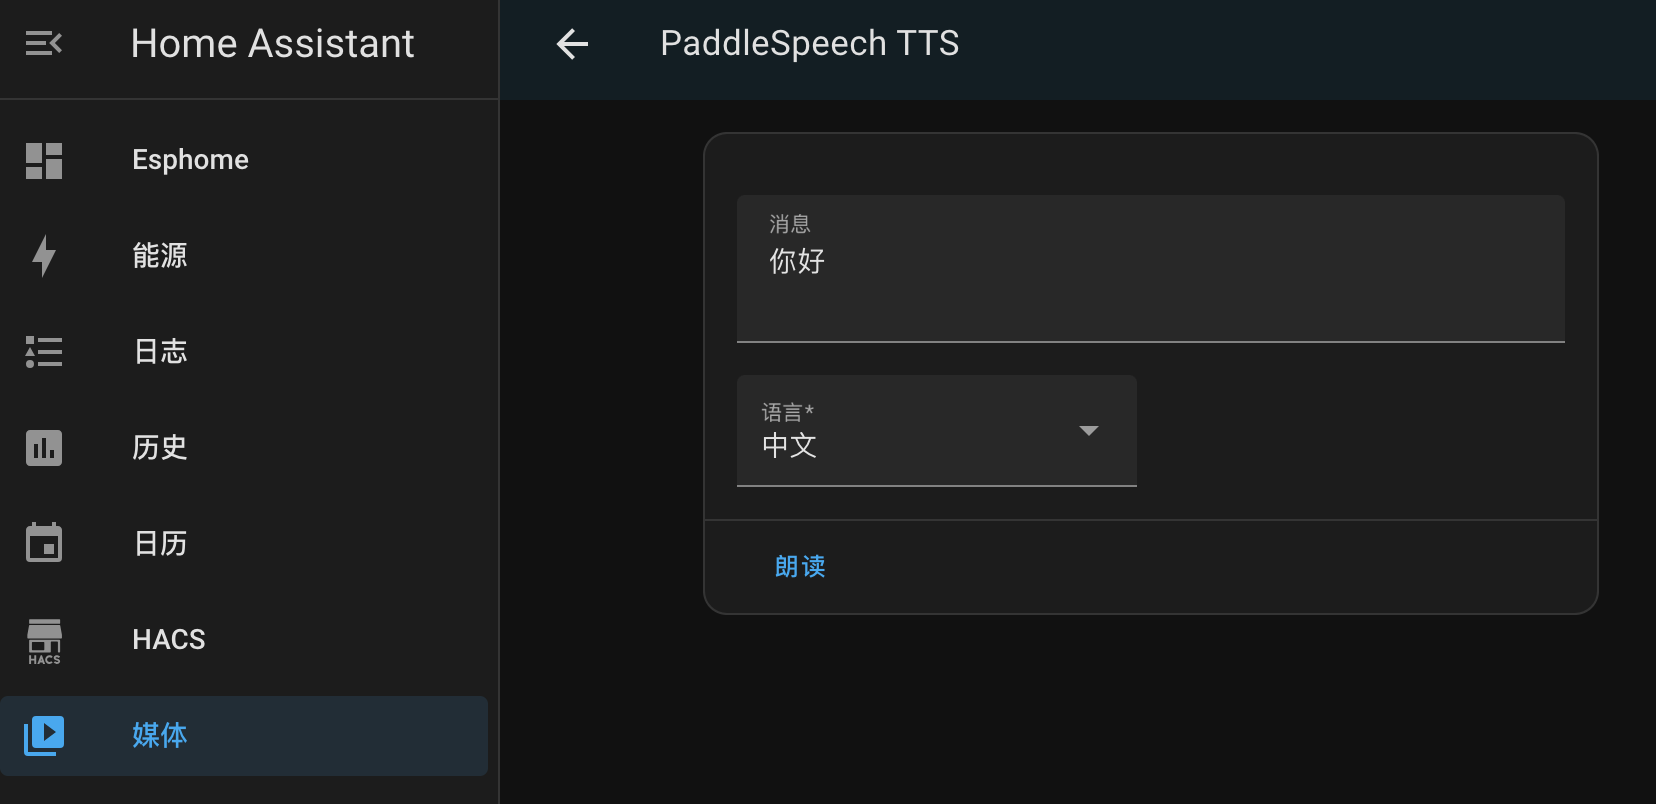 Home Assistant
PaddleSpeech TTS
Esphome
能源
日志
历史
日历
HACS
HACS
媒体
消息
你好
语言*
中文
朗读